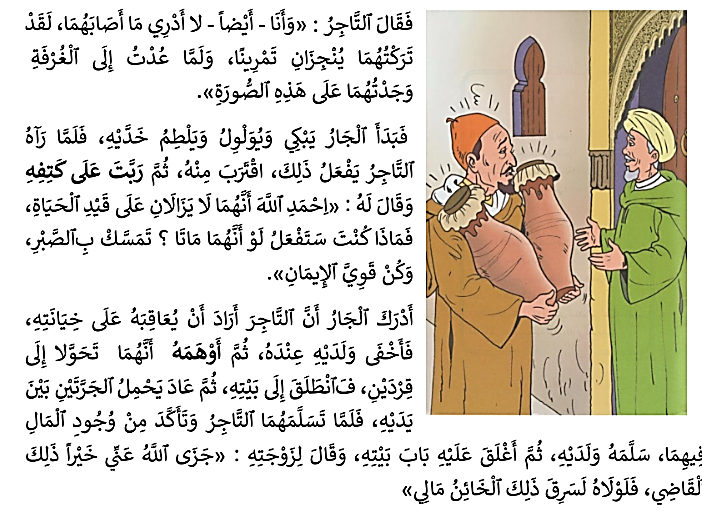 فَقَالَ ٱلتَّاجِرُ : «وَأَنَا - أَيْضاً - لا أَدْرِي مَا أَصَابَهُمَا، لَقَدْ
تَرَكْتُهُمَا يُنْجِزَانِ تَمْرِينًا، وَلَمَّا عُدْتُ إِلَى ٱلْغُرْفَةِ
وَجَدْتُهُمَا عَلَى هَذِهِ ٱلصُّورَةِ».
فَبَدَأَ ٱلْجَارُ يَبْكِي وَيُوَلْوِلُ وَيَلْطِمُ خَدَّيْهِ، فَلَمَّا رَآهُ
ٱلتَّاجِرُ يَفْعَلُ ذَلِكَ، اقْتَرَبَ مِنْهُ، ثُمَّ رَبَّتَ عَلَى كَتِفِهِ
وَقَالَ لَهُ : «اِحْمَدِ ٱللَّهَ أَنَّهُمَا لَا يَزَالَانِ عَلَى قَيْدِ ٱلْحَيَاةِ،
فَمَاذَا كُنْتَ سَتَفْعَلُ لَوْ أَنَّهُمَا مَاتَا ؟ تَمَسَّكْ بِٱلصَّبْرِ،
وَكُنْ قَوِيَّ ٱلْإِيمَانِ».
أَدْرَكَ ٱلْجَارُ أَنَّ ٱلتَّاجِرَ أَرَادَ أَنْ يُعَاقِبَهُ عَلَى خِيَانَتِهِ،
فَأَخْفَى وَلَدَيْهِ عِنْدَهُ، ثُمَّ أَوْهَمَهُ أَنَّهُمَا تَحَوَّلا إِلَى
قِرْدَيْنِ، فَٱنْطَلَقَ إِلَى بَيْتِهِ، ثُمَّ عَادَ يَحْمِلُ ٱلْجَرَّتَيْنِ بَيْنَ
يَدَيْهِ، فَلَمَّا تَسَلَّمَهُمَا ٱلتَّاجِرُ وَتَأَكَّدَ مِنْ وُجُودِ ٱلْمَالِ
فِيهِمَا، سَلَّمَهُ وَلَدَيْهِ، ثُمَّ أَغْلَقَ عَلَيْهِ بَابَ بَيْتِهِ، وَقَالَ لِزَوْجَتِهِ : «جَزَى ٱللَّهُ عَنِّي خَيْراً ذَلِكَ
ٱلْقَاضِي، فَلَوْلَاهُ لَسَرِقَ ذَلِكَ ٱلْخَائِنُ مَالِي»